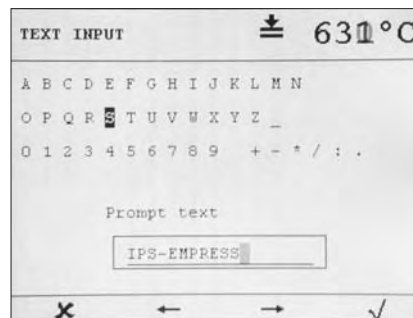 TEXT INPUT 631°C
A B C D E F G H I J K L M N
O P Q R S T U V W X Y Z _
0 1 2 3 4 5 6 7 8 9 + - * / : .
Prompt text
IPS-EMPRESS